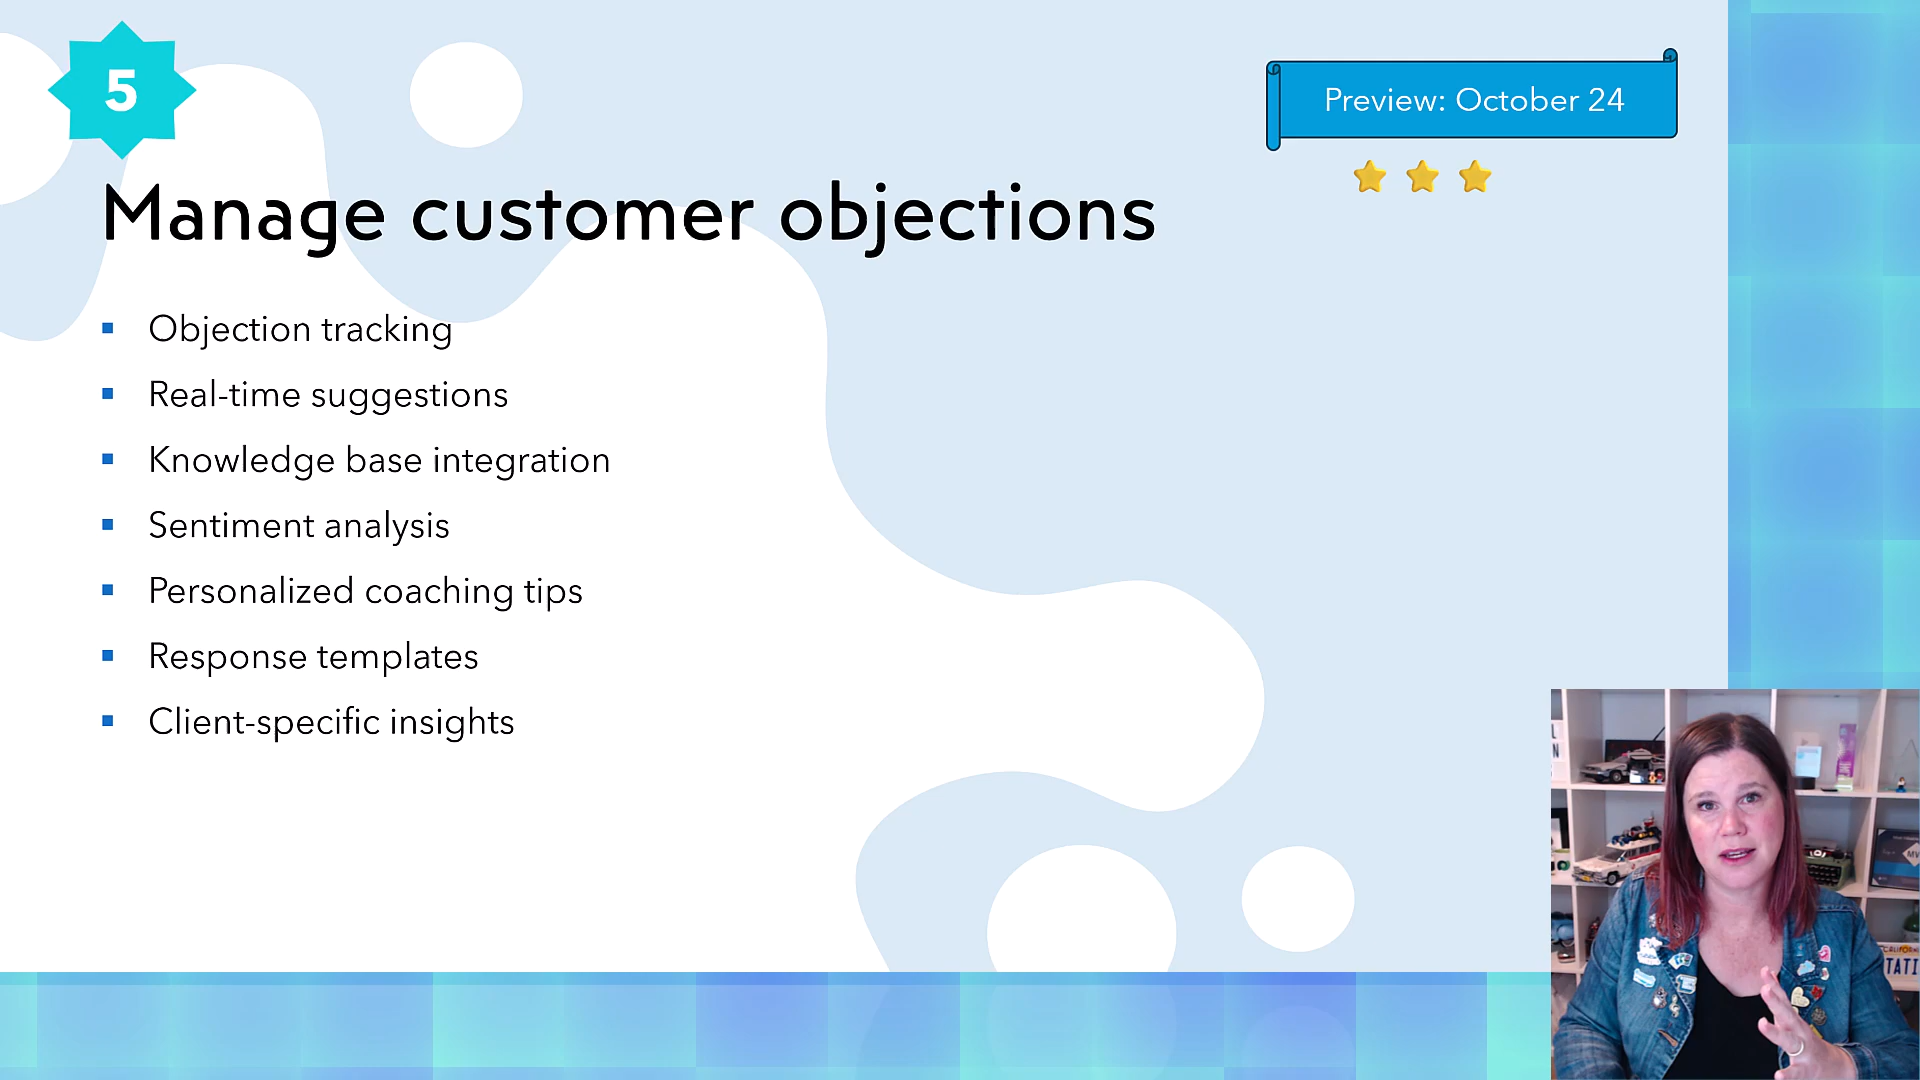 5
Preview: October 24
Manage customer objections
Objection tracking
Real-time suggestions
Knowledge base integration
Sentiment analysis
Personalized coaching tips
Response templates
Client-specific insights